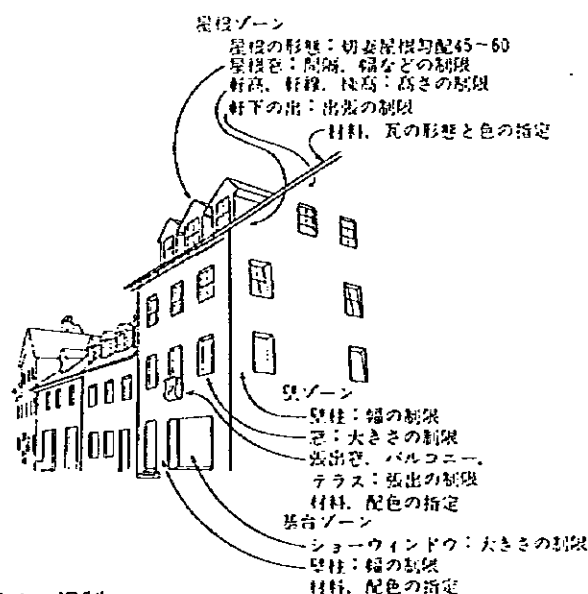 屋根ゾーン
屋根の形態：切妻屋根勾配45~60
屋根窓：間隔，幅などの制限
軒高，軒線，棟高：高さの制限
軒下の出：出張の制限
材料，瓦の形態と色の指定
壁ゾーン
壁柱：幅の制限
窓：大きさの制限
張出窓，バルコニー，
テラス：張出の制限
材料，配色の指定
基台ゾーン
ショーウィンドウ：大きさの制限
壁柱：幅の制限
材料，配色の指定